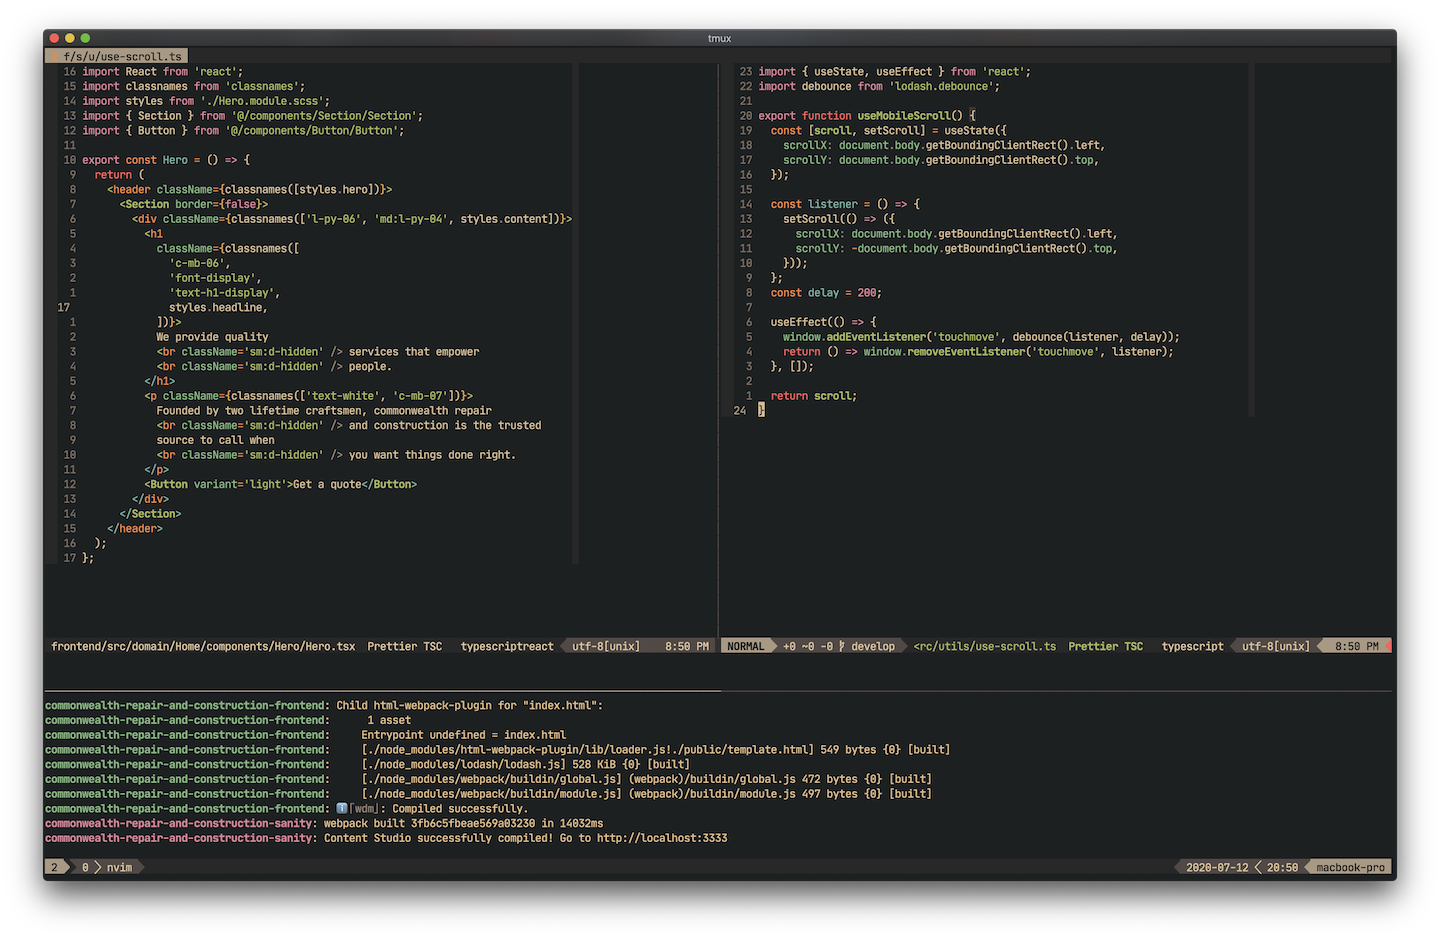 tmux
f/s/u/use-scroll.ts
16 import React from 'react';
15 import classnames from 'classnames';
14 import styles from './Hero.module.scss';
13 import { Section } from '@/components/Section/Section';
12 import { Button } from '@/components/Button/Button';
11
10 export const Hero = () => {
9 return (
8 <header className={classnames([styles.hero])}>
7 <Section border={false}>
6 <div className={classnames(['l-py-06', 'md:l-py-04', styles.content])}>
5 <h1
4 className={classnames([
3 'c-mb-06',
2 'font-display',
1 'text-h1-display',
17 styles.headline,
1 ])}>
2 We provide quality
3 <br className='sm:d-hidden' /> services that empower
4 <br className='sm:d-hidden' /> people.
5 </h1>
6 <p className={classnames(['text-white', 'c-mb-07'])}>
7 Founded by two lifetime craftsmen, commonwealth repair
8 <br className='sm:d-hidden' /> and construction is the trusted
9 source to call when
10 <br className='sm:d-hidden' /> you want things done right.
11 </p>
12 <Button variant='light'>Get a quote</Button>
13 </div>
14 </Section>
15 </header>
16 );
17 };
frontend/src/domain/Home/components/Hero/Hero.tsx Prettier TSC typescriptreact utf-8[unix] 8:50 PM
23 import { useState, useEffect } from 'react';
22 import debounce from 'lodash.debounce';
21
20 export function useMobileScroll() {
19 const [scroll, setScroll] = useState({
18 scrollX: document.body.getBoundingClientRect().left,
17 scrollY: document.body.getBoundingClientRect().top,
16 });
15
14 const listener = () => {
13 setScroll(() => ({
12 scrollX: document.body.getBoundingClientRect().left,
11 scrollY: -document.body.getBoundingClientRect().top,
10 }));
9 };
8 const delay = 200;
7
6 useEffect(() => {
5 window.addEventListener('touchmove', debounce(listener, delay));
4 return () => window.removeEventListener('touchmove', listener);
3 }, []);
2
1 return scroll;
24 }
NORMAL +0 ~0 -0 develop <rc/utils/use-scroll.ts Prettier TSC typescript utf-8[unix] 8:50 PM
commonwealth-repair-and-construction-frontend: Child html-webpack-plugin for "index.html":
commonwealth-repair-and-construction-frontend: 1 asset
commonwealth-repair-and-construction-frontend: Entrypoint undefined = index.html
commonwealth-repair-and-construction-frontend: [./node_modules/html-webpack-plugin/lib/loader.js!./public/template.html] 549 bytes {0} [built]
commonwealth-repair-and-construction-frontend: [./node_modules/lodash/lodash.js] 528 KiB {0} [built]
commonwealth-repair-and-construction-frontend: [./node_modules/webpack/buildin/global.js] (webpack)/buildin/global.js 472 bytes {0} [built]
commonwealth-repair-and-construction-frontend: [./node_modules/webpack/buildin/module.js] (webpack)/buildin/module.js 497 bytes {0} [built]
commonwealth-repair-and-construction-frontend: ℹ️ ｢wdm｣: Compiled successfully.
commonwealth-repair-and-construction-sanity: webpack built 3fb6c5fbeae569a03230 in 14032ms
commonwealth-repair-and-construction-sanity: Content Studio successfully compiled! Go to http://localhost:3333
2 0 nvim 2020-07-12 20:50 macbook-pro